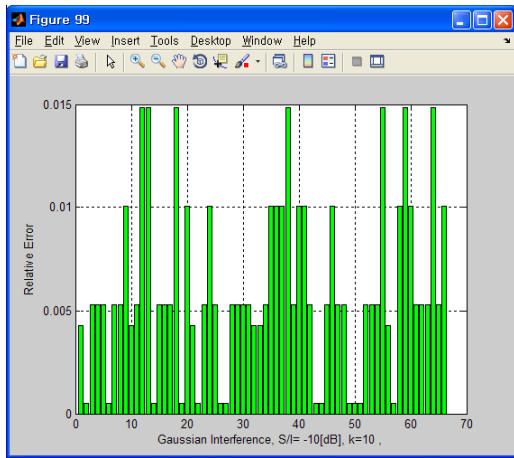 Figure 99
File Edit View Insert Tools Desktop Window Help
0.015
0.01
0.005
0
Relative Error
0 10 20 30 40 50 60 70
Gaussian Interference, S/I= -10[dB], k=10 ,